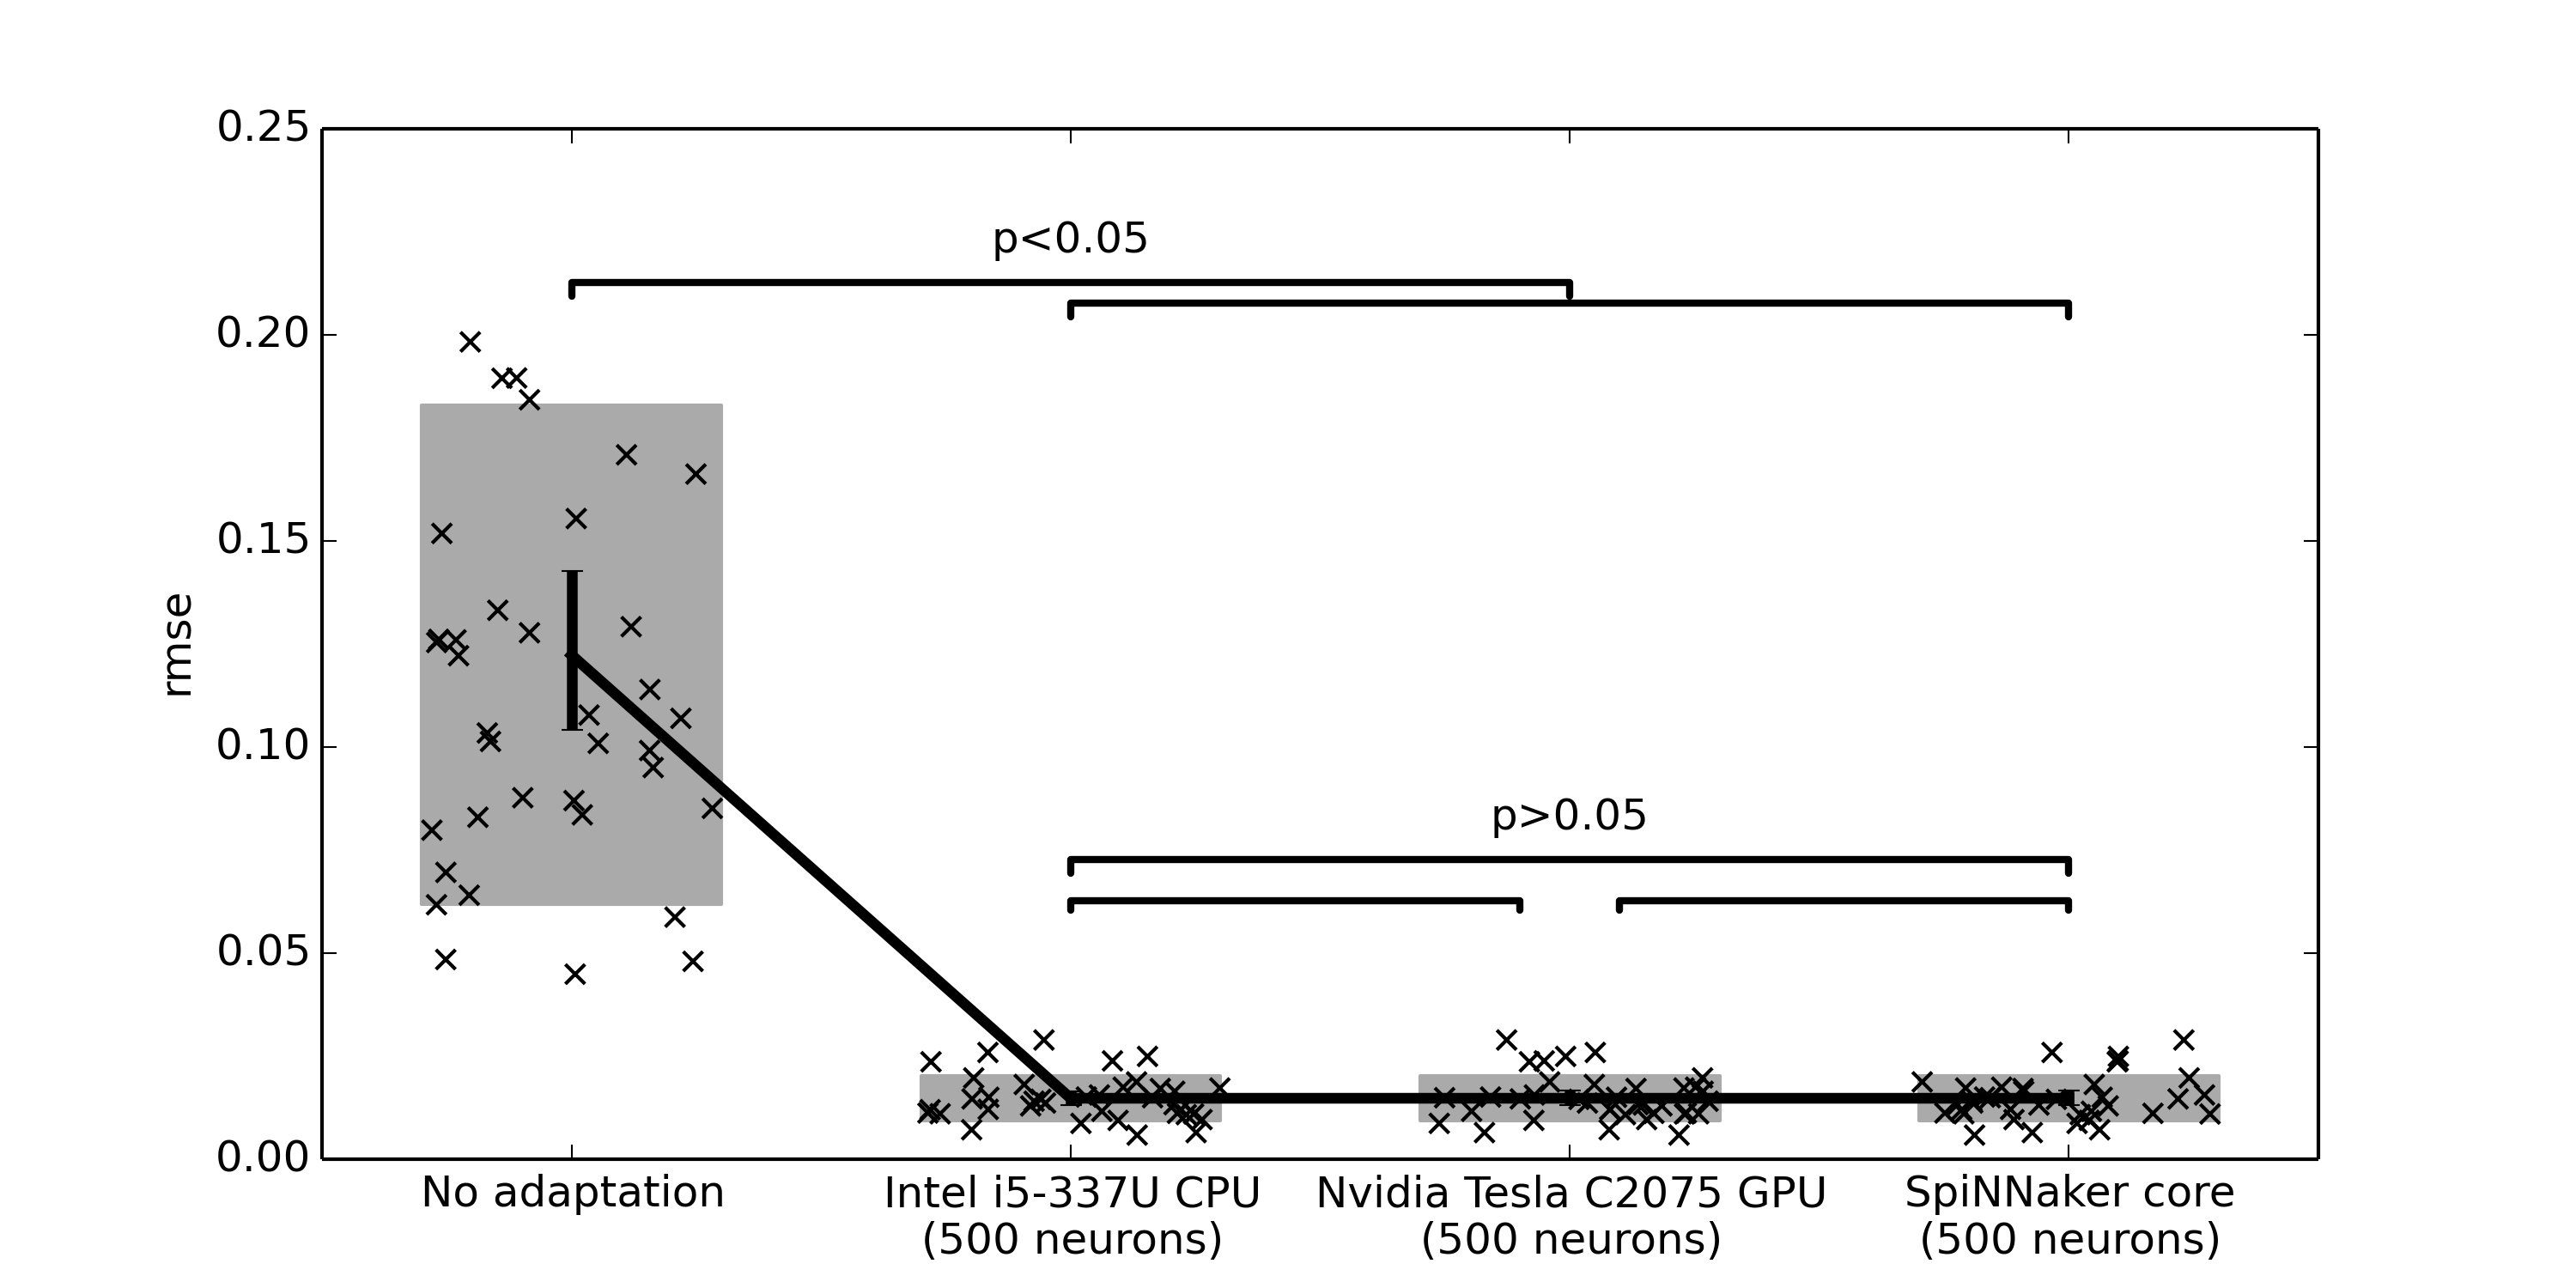 0.25
0.20
0.15
0.10
0.05
0.00
rmse
p<0.05
p>0.05
No adaptation
Intel i5-337U CPU
(500 neurons)
Nvidia Tesla C2075 GPU
(500 neurons)
SpiNNaker core
(500 neurons)